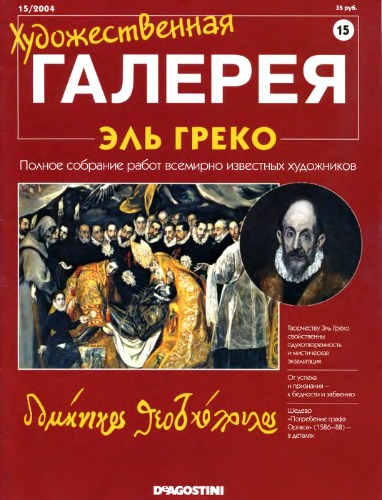 15/2004
35 руб.
Художественная
15
ГАЛЕРЕЯ
ЭЛЬ ГРЕКО
Полное собрание работ всемирно известных художников
Творчеству Эль Греко
свойственны
одухотворенность
и мистическая
экзальтация
От успеха
и признания —
к бедности и забвению
Шедевр
«Погребение графа
Оргаса» (1586–88) —
в деталях
DEAGOSTINI